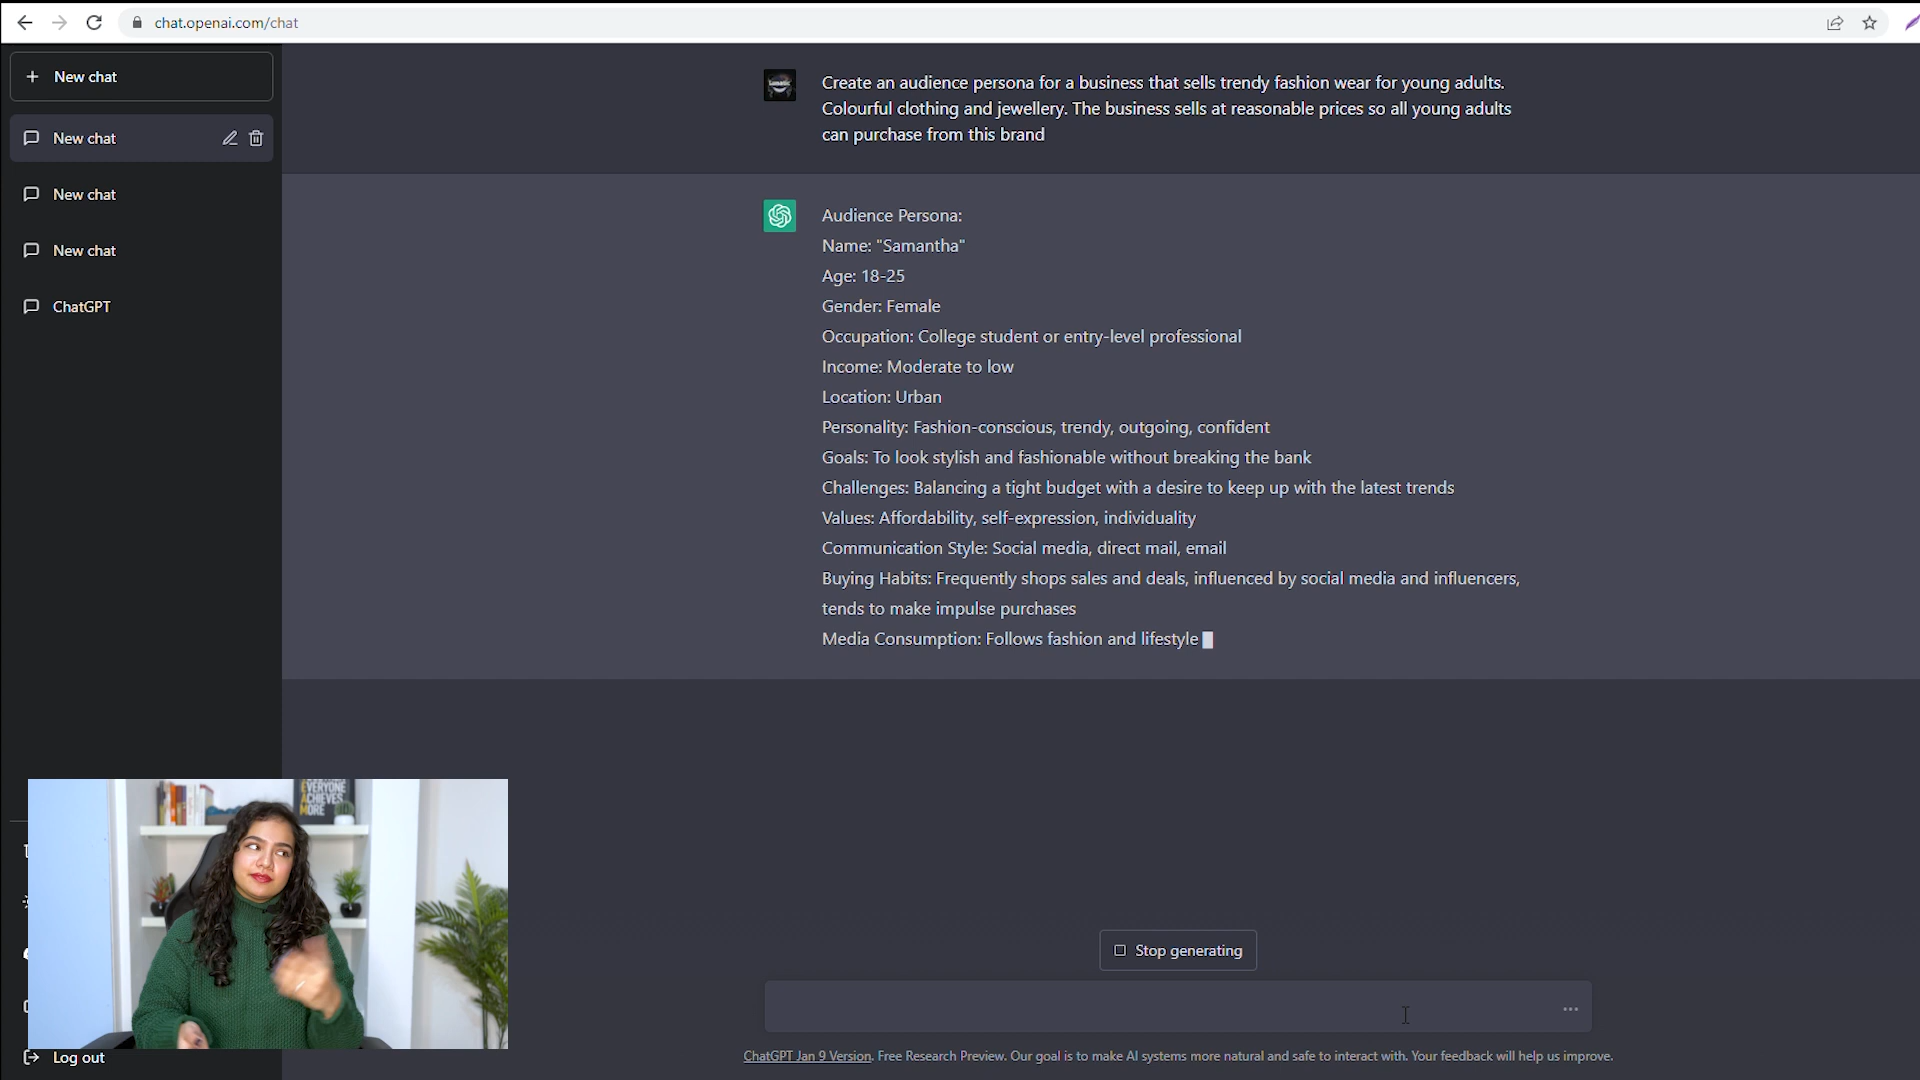 chat.openai.com/chat
+ New chat
New chat
New chat
New chat
ChatGPT
Create an audience persona for a business that sells trendy fashion wear for young adults.
Colourful clothing and jewellery. The business sells at reasonable prices so all young adults
can purchase from this brand
Audience Persona:
Name: "Samantha"
Age: 18-25
Gender: Female
Occupation: College student or entry-level professional
Income: Moderate to low
Location: Urban
Personality: Fashion-conscious, trendy, outgoing, confident
Goals: To look stylish and fashionable without breaking the bank
Challenges: Balancing a tight budget with a desire to keep up with the latest trends
Values: Affordability, self-expression, individuality
Communication Style: Social media, direct mail, email
Buying Habits: Frequently shops sales and deals, influenced by social media and influencers,
tends to make impulse purchases
Media Consumption: Follows fashion and lifestyle
EVERYONE
ACHIEVES
MORE
Stop generating
Log out
ChatGPT Jan 9 Version. Free Research Preview. Our goal is to make AI systems more natural and safe to interact with. Your feedback will help us improve.